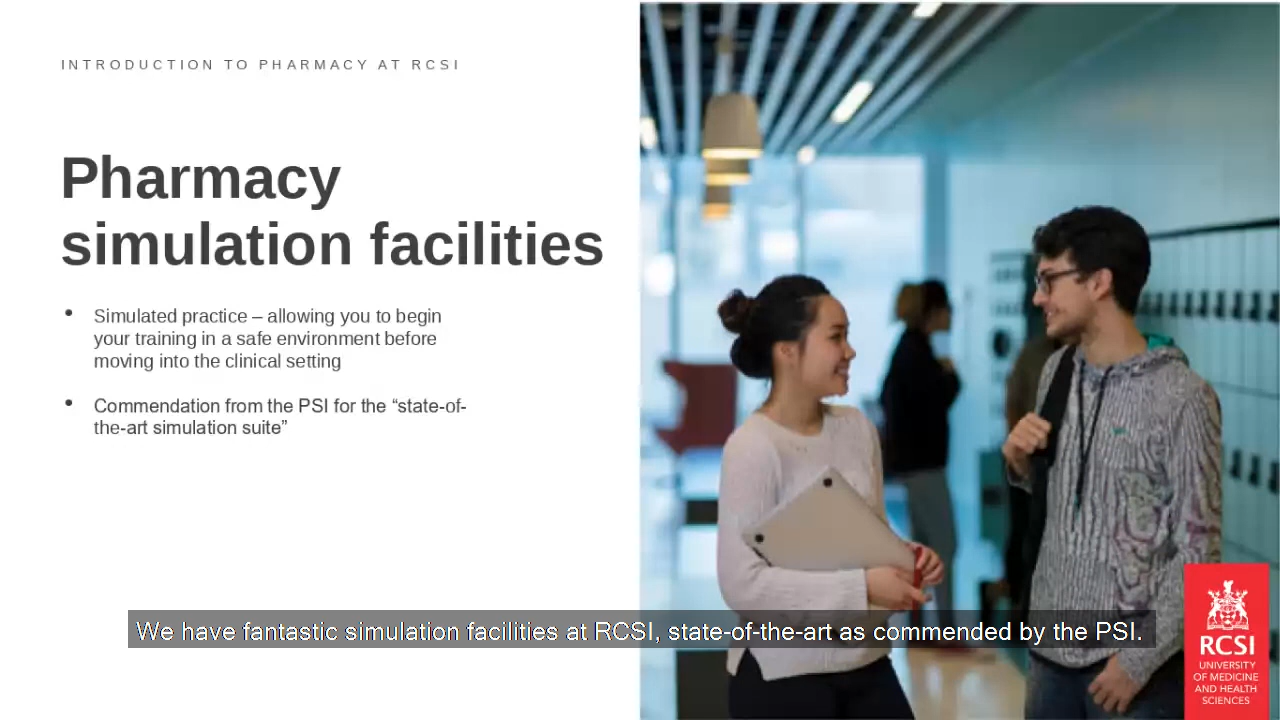 INTRODUCTION TO PHARMACY AT RCSI
Pharmacy
simulation facilities
• Simulated practice – allowing you to begin
your training in a safe environment before
moving into the clinical setting
• Commendation from the PSI for the “state-of-
the-art simulation suite”
We have fantastic simulation facilities at RCSI, state-of-the-art as commended by the PSI.
RCSI
UNIVERSITY
OF MEDICINE
AND HEALTH
SCIENCES